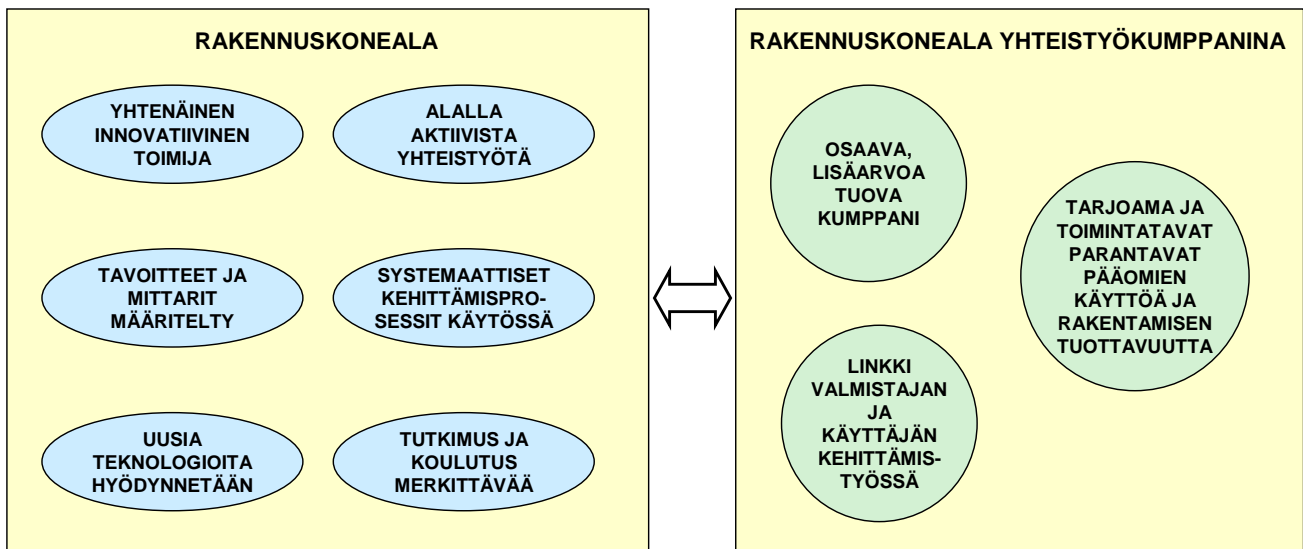 RAKENNUSKONEALA
YHTENÄINEN
INNOVATIIVINEN
TOIMIJA
ALALLA
AKTIIVISTA
YHTEISTYÖTÄ
TAVOITTEET JA
MITTARIT
MÄÄRITELTY
SYSTEMAATTISET
KEHITTÄMISPRO-
SESSIT KÄYTÖSSÄ
UUSIA
TEKNOLOGIOITA
HYÖDYNNETÄÄN
TUTKIMUS JA
KOULUTUS
MERKITTÄVÄÄ
RAKENNUSKONEALA YHTEISTYÖKUMPPANINA
OSAAVA,
LISÄARVOA
TUOVA
KUMPPANI
TARJOAMA JA
TOIMINTATAVAT
PARANTAVAT
PÄÄOMIEN
KÄYTTÖÄ JA
RAKENTAMISEN
TUOTTAVUUTTA
LINKKI
VALMISTAJAN
JA
KÄYTTÄJÄN
KEHITTÄMIS-
TYÖSSÄ